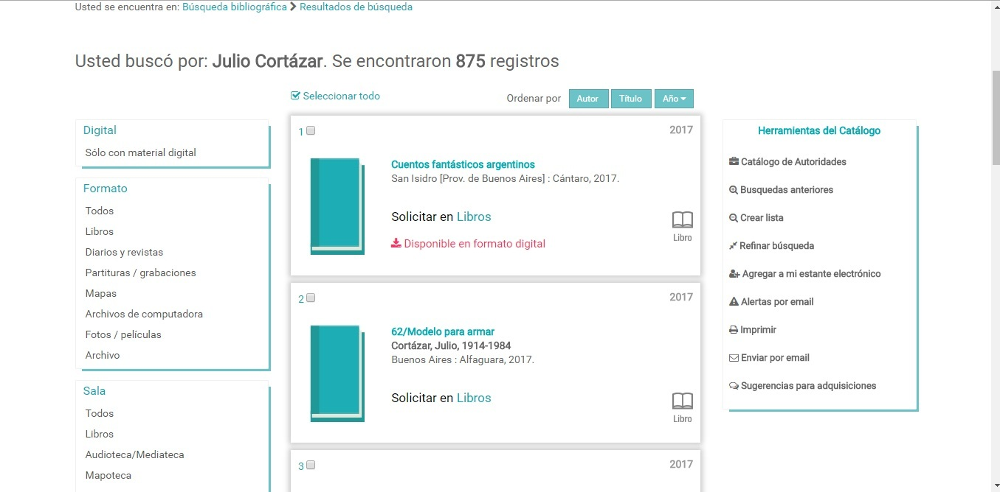 Usted se encuentra en: Búsqueda bibliográfica Resultados de búsqueda
Usted buscó por: Julio Cortázar. Se encontraron 875 registros
Seleccionar todo
Ordenar por Autor Título Año
Digital
Sólo con material digital
Formato
Todos
Libros
Diarios y revistas
Partituras / grabaciones
Mapas
Archivos de computadora
Fotos / películas
Archivo
Sala
Todos
Libros
Audioteca/Mediateca
Mapoteca
1 2017
Cuentos fantásticos argentinos
San Isidro [Prov. de Buenos Aires] : Cántaro, 2017.
Solicitar en Libros
Libro
Disponible en formato digital
2 2017
62/Modelo para armar
Cortázar, Julio, 1914-1984
Buenos Aires : Alfaguara, 2017.
Solicitar en Libros
Libro
3 2017
Herramientas del Catálogo
Catálogo de Autoridades
Busquedas anteriores
Crear lista
Refinar búsqueda
Agregar a mi estante electrónico
Alertas por email
Imprimir
Enviar por email
Sugerencias para adquisiciones